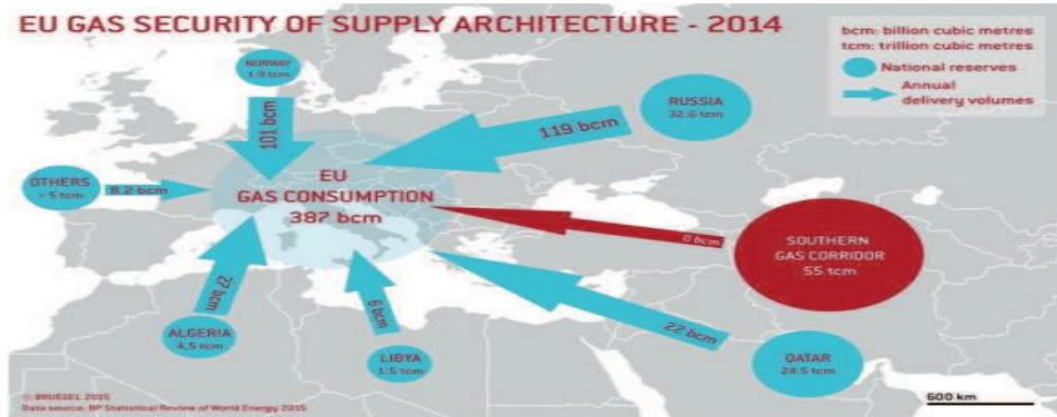 EU GAS SECURITY OF SUPPLY ARCHITECTURE - 2014
bcm: billion cubic metres
tcm: trillion cubic metres
National reserves
Annual
delivery volumes
NORWAY
1.9 tcm
101 bcm
RUSSIA
32.6 tcm
119 bcm
OTHERS
> 5 tcm
8.2 bcm
EU
GAS CONSUMPTION
387 bcm
0 bcm
SOUTHERN
GAS CORRIDOR
55 tcm
27 bcm
ALGERIA
4,5 tcm
6 bcm
LIBYA
1.5 tcm
22 bcm
QATAR
24.5 tcm
© BRUEGEL 2015
Data source: BP Statistical Review of World Energy 2015
600 km